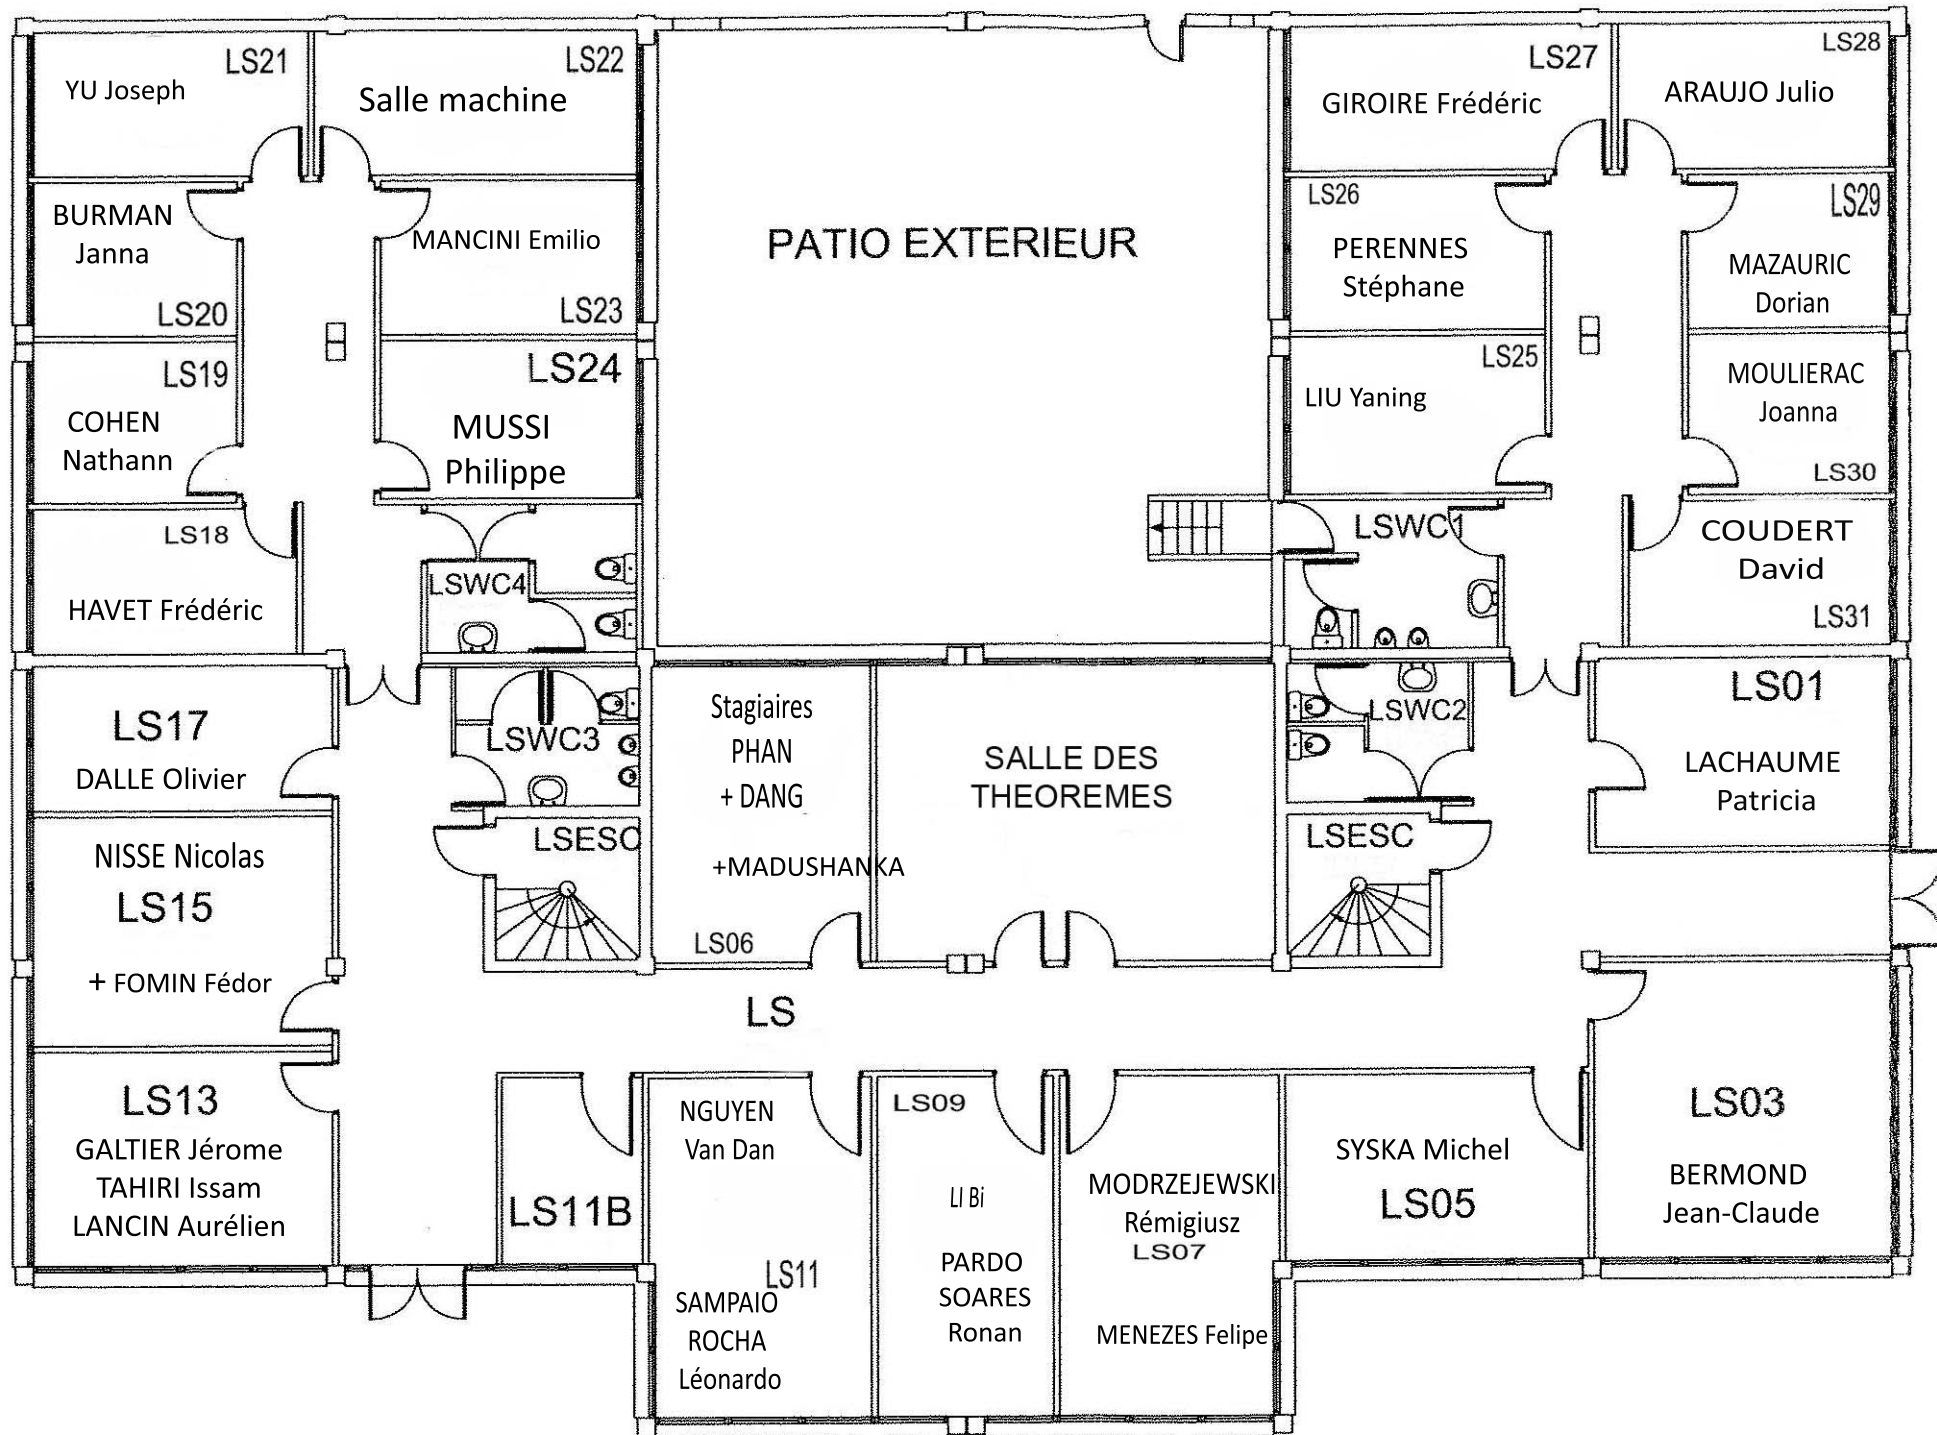 LS21
YU Joseph
LS22
Salle machine
BURMAN
Janna
LS20
MANCINI Emilio
LS23
LS19
COHEN
Nathann
LS24
MUSSI
Philippe
LS18
HAVET Frédéric
LSWC4
PATIO EXTERIEUR
LS27
GIROIRE Frédéric
LS28
ARAUJO Julio
LS26
PERENNES
Stéphane
LS29
MAZAURIC
Dorian
LS25
LIU Yaning
MOULIERAC
Joanna
LS30
LSWC1
COUDERT
David
LS31
LS17
DALLE Olivier
LSWC3
LSESC
NISSE Nicolas
LS15
+ FOMIN Fédor
Stagiaires
PHAN
+ DANG
+MADUSHANKA
LS06
SALLE DES
THEOREMES
LSWC2
LSESC
LS01
LACHAUME
Patricia
LS
LS13
GALTIER Jérome
TAHIRI Issam
LANCIN Aurélien
LS11B
NGUYEN
Van Dan
LS11
SAMPAIO
ROCHA
Léonardo
LS09
LI Bi
PARDO
SOARES
Ronan
MODRZEJEWSKI
Rémigiusz
LS07
MENEZES Felipe
SYSKA Michel
LS05
LS03
BERMOND
Jean-Claude